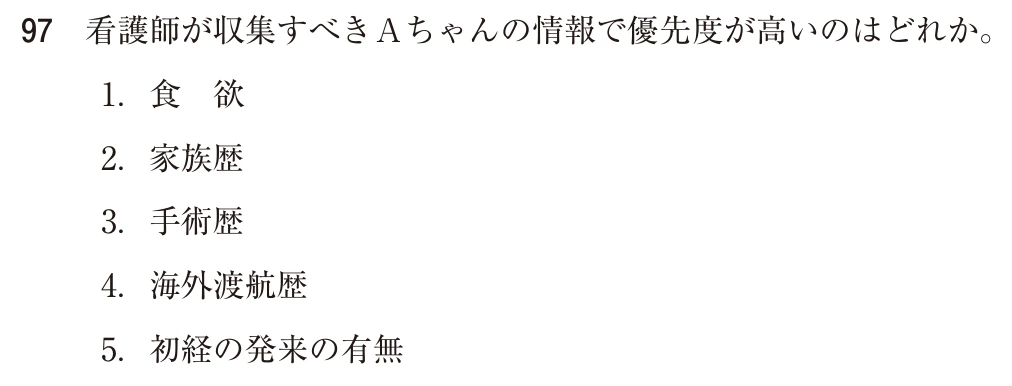 97 看護師が収集すべきAちゃんの情報で優先度が高いのはどれか。
1. 食　欲
2. 家族歴
3. 手術歴
4. 海外渡航歴
5. 初経の発来の有無